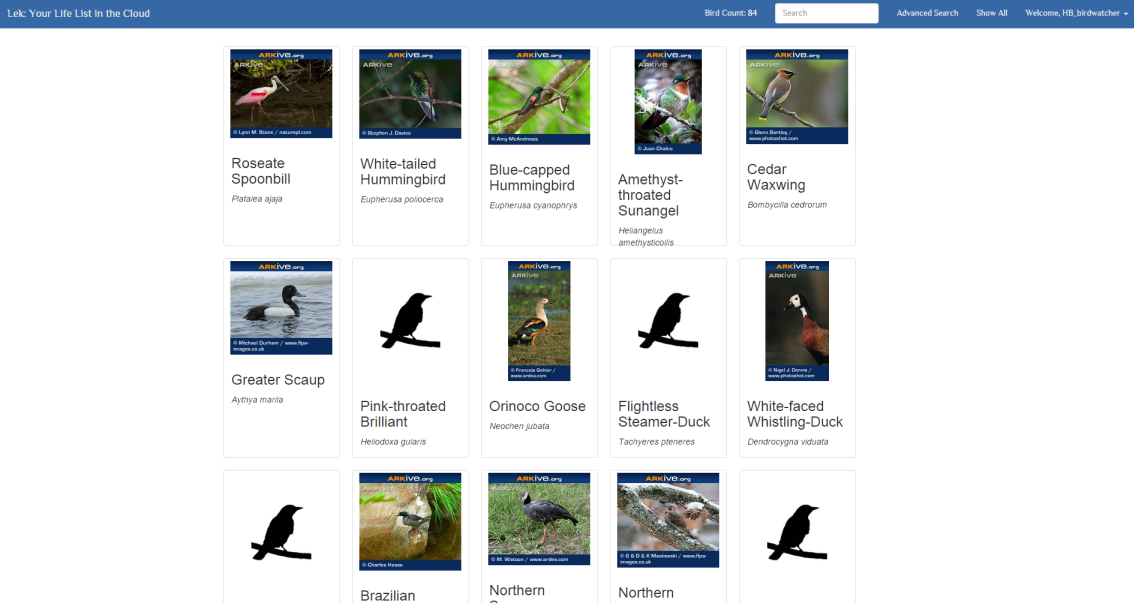 Lek: Your Life List in the Cloud
Bird Count: 84
Search
Advanced Search
Show All
Welcome, HB_birdwatcher
ARKive.org
ARKive
© Lynn M. Stone / naturepl.com
Roseate
Spoonbill
Platalea ajaja
ARKive.org
ARKive
© Stephen J. Davies
White-tailed
Hummingbird
Eupherusa poliocerca
ARKive.org
ARKive
© Amy McAndrews
Blue-capped
Hummingbird
Eupherusa cyanophrys
ARKive.org
ARKive
© Juan Chalco
Amethyst-
throated
Sunangel
Heliangelus
amethysticollis
ARKive.org
ARKive
© Glenn Bartley /
www.photoshot.com
Cedar
Waxwing
Bombycilla cedrorum
ARKive.org
© Michael Durham / www.flpa-
images.co.uk
Greater Scaup
Aythya marila
Pink-throated
Brilliant
Heliodoxa gularis
ARKive.org
ARKive
© Francois Gohier /
www.ardea.com
Orinoco Goose
Neochen jubata
Flightless
Steamer-Duck
Tachyeres pteneres
ARKive.org
ARKive
© Nigel J. Dennis /
www.photoshot.com
White-faced
Whistling-Duck
Dendrocygna viduata
ARKive.org
© Charles Hesse
Brazilian
ARKive.org
ARKive
© M. Watson / www.ardea.com
Northern
ARKive.org
ARKive
© S & D & K Maslowski / www.flpa-
images.co.uk
Northern